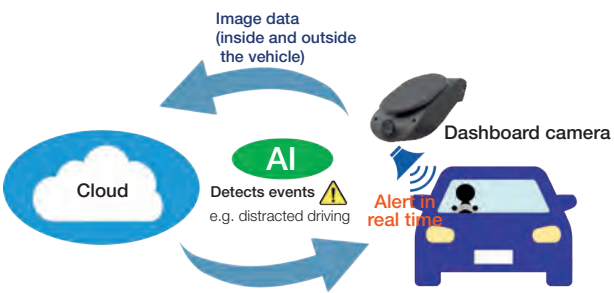 Image data
(inside and outside
the vehicle)
Dashboard camera
AI
Cloud
Detects events
e.g. distracted driving
Alert in
real time